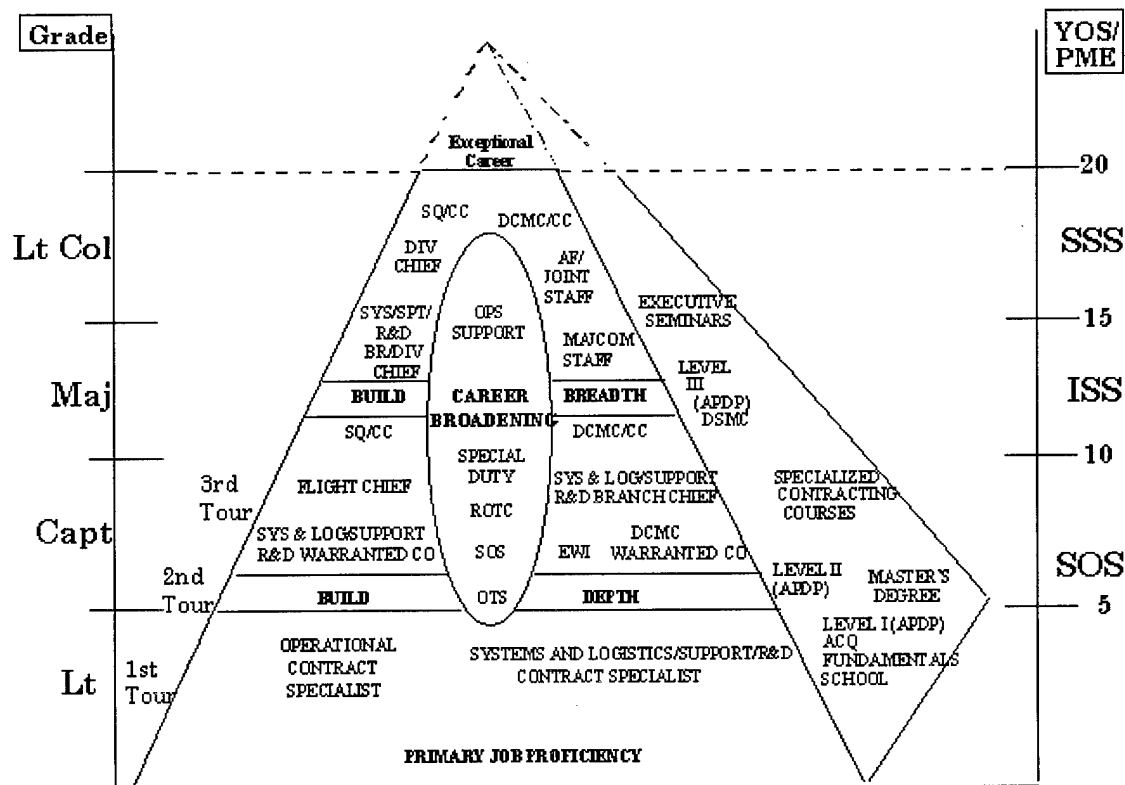 Grade
YOS/
PME
Exceptional
Career
20
SQ/CC
DCMC/CC
Lt Col
SSS
DIV
CHIEF
AF/
JOINT
STAFF
EXECUTIVE
SEMINARS
SYS/SPT/
R&D
BR/DIV
CHIEF
OPS
SUPPORT
15
MAJCOM
STAFF
LEVEL
III
(APDP)
DSMC
Maj
ISS
BUILD
CAREER
BREADTH
BROADENING
SQ/CC
DCMC/CC
10
SPECIAL
DUTY
3rd
Tour
FLIGHT CHIEF
SYS & LOG/SUPPORT
R&D BRANCH CHIEF
SPECIALIZED
CONTRACTING
COURSES
ROTC
Capt
SYS & LOG/SUPPORT
R&D WARRANTED CO
SOS
EWI
DCMC
WARRANTED CO
SOS
2nd
Tour
LEVEL II
(APDP)
MASTER'S
DEGREE
BUILD
OTS
DEPTH
5
LEVEL I (APDP)
ACQ
FUNDAMENTALS
SCHOOL
OPERATIONAL
CONTRACT
SPECIALIST
SYSTEMS AND LOGISTICS/SUPPORT/R&D
CONTRACT SPECIALIST
Lt
1st
Tour
PRIMARY JOB PROFICIENCY